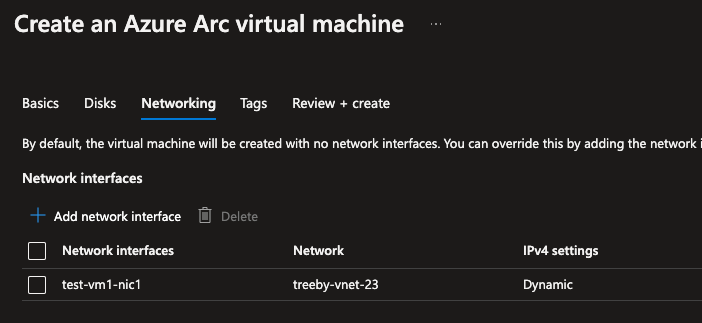 Create an Azure Arc virtual machine ...
Basics Disks Networking Tags Review + create
By default, the virtual machine will be created with no network interfaces. You can override this by adding the network
Network interfaces
+ Add network interface Delete
Network interfaces Network IPv4 settings
test-vm1-nic1 treeby-vnet-23 Dynamic